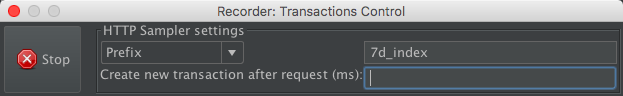 Recorder: Transactions Control
HTTP Sampler settings
Stop
Prefix
7d_index
Create new transaction after request (ms):